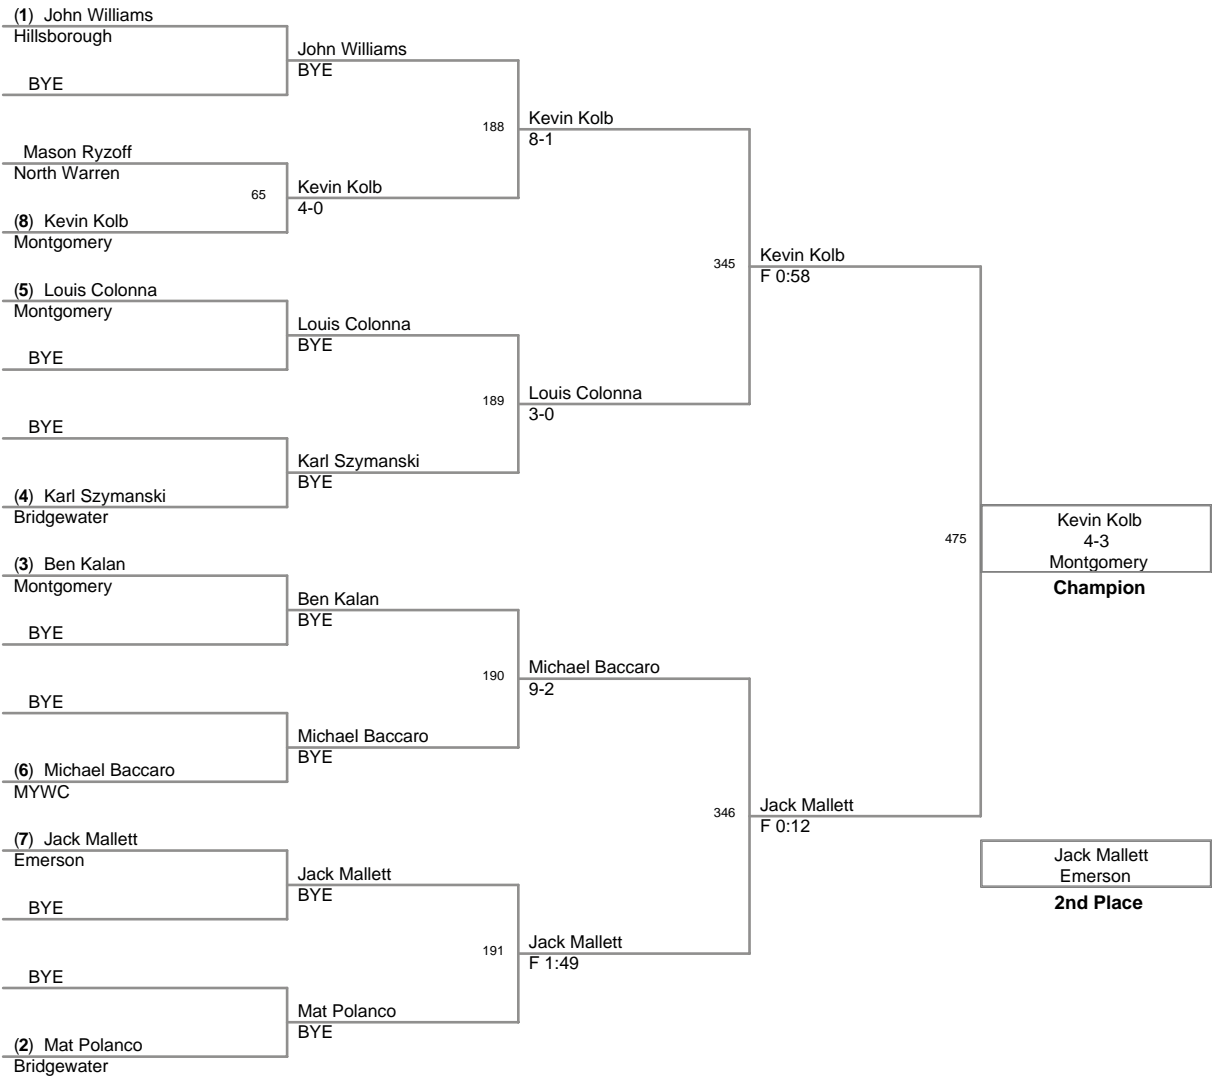 (1) John Williams
Hillsborough
BYE
Mason Ryzoff
North Warren
65
(8) Kevin Kolb
Montgomery
(5) Louis Colonna
Montgomery
BYE
BYE
(4) Karl Szymanski
Bridgewater
(3) Ben Kalan
Montgomery
BYE
BYE
(6) Michael Baccaro
MYWC
(7) Jack Mallett
Emerson
BYE
BYE
(2) Mat Polanco
Bridgewater
John Williams
BYE
188
Kevin Kolb
4-0
Louis Colonna
BYE
189
Karl Szymanski
BYE
Ben Kalan
BYE
190
Michael Baccaro
BYE
Jack Mallett
BYE
191
Mat Polanco
BYE
Kevin Kolb
8-1
345
Louis Colonna
3-0
Michael Baccaro
9-2
346
Jack Mallett
F 1:49
Kevin Kolb
F 0:58
475
Jack Mallett
F 0:12
Kevin Kolb
4-3
Montgomery
Champion
Jack Mallett
Emerson
2nd Place